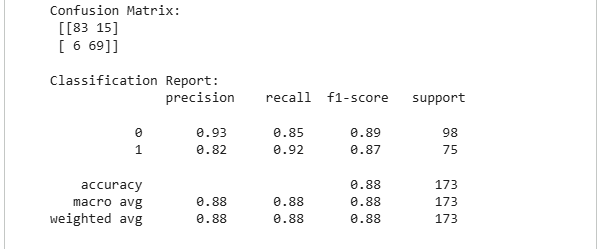 Confusion Matrix:
[[83 15]
[ 6 69]]
Classification Report:
precision recall f1-score support
0 0.93 0.85 0.89 98
1 0.82 0.92 0.87 75
accuracy 0.88 173
macro avg 0.88 0.88 0.88 173
weighted avg 0.88 0.88 0.88 173